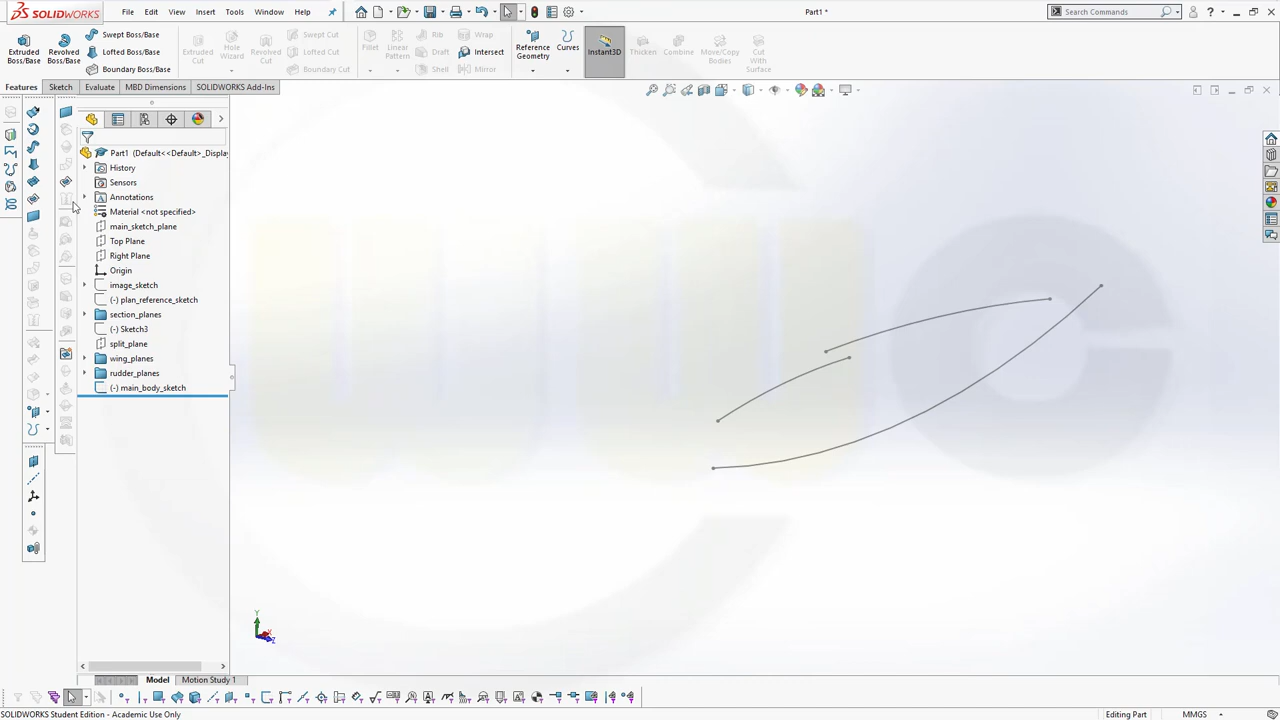 SOLIDWORKS
File Edit View Insert Tools Window Help
Part1 *
Search Commands
Extruded Boss/Base
Revolved Boss/Base
Swept Boss/Base
Lofted Boss/Base
Boundary Boss/Base
Extruded Cut
Hole Wizard
Revolved Cut
Swept Cut
Lofted Cut
Boundary Cut
Fillet
Linear Pattern
Rib
Draft
Shell
Wrap
Intersect
Mirror
Reference Geometry
Curves
Instant3D
Thicken
Combine
Move/Copy Bodies
Cut With Surface
Features Sketch Evaluate MBD Dimensions SOLIDWORKS Add-Ins
Part1 (Default<<Default>_Displa
History
Sensors
Annotations
Material <not specified>
main_sketch_plane
Top Plane
Right Plane
Origin
image_sketch
(-) plan_reference_sketch
section_planes
(-) Sketch3
split_plane
wing_planes
rudder_planes
(-) main_body_sketch
Y
X
Z
Model Motion Study 1
SOLIDWORKS Student Edition - Academic Use Only
Editing Part MMGS